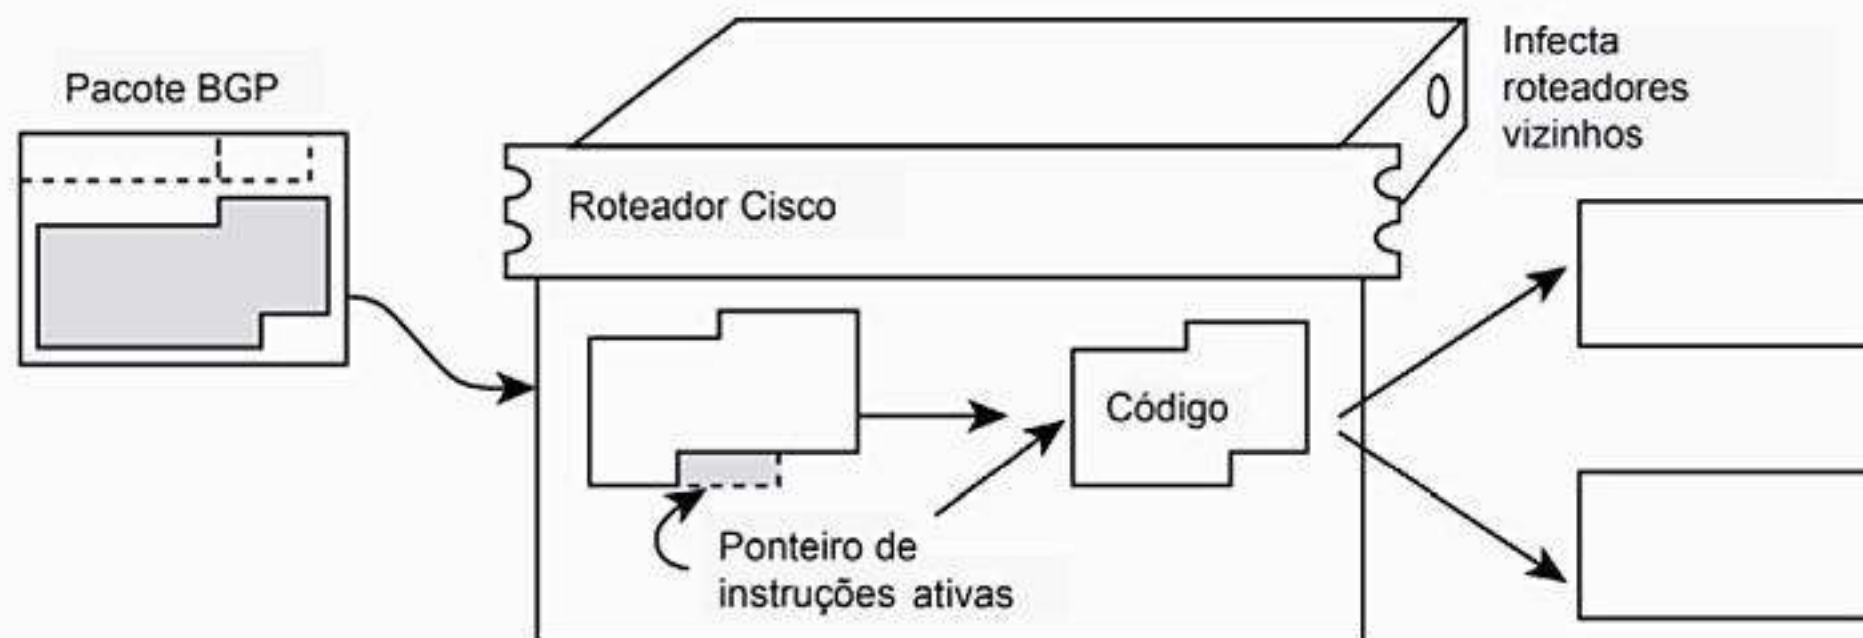 Pacote BGP
Infecta
roteadores
vizinhos
Roteador Cisco
Código
Ponteiro de
instruções ativas